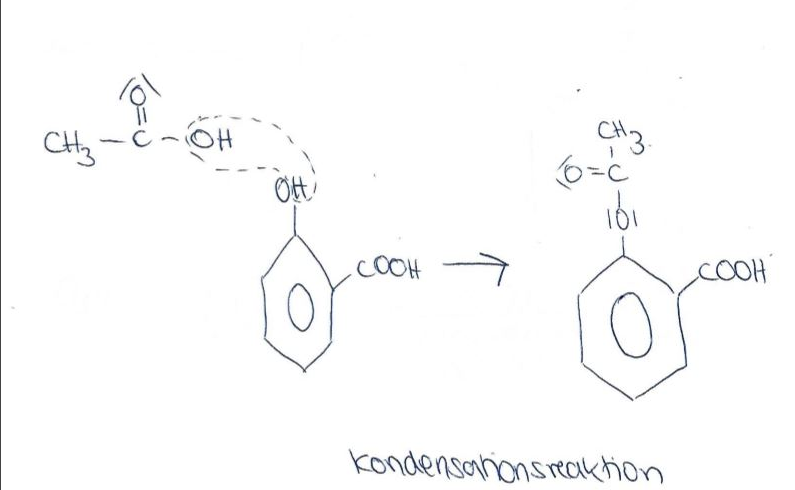 O
CH3-C-OH
OH
COOH
CH3
O=C
|O|
COOH
Kondensationsreaktion